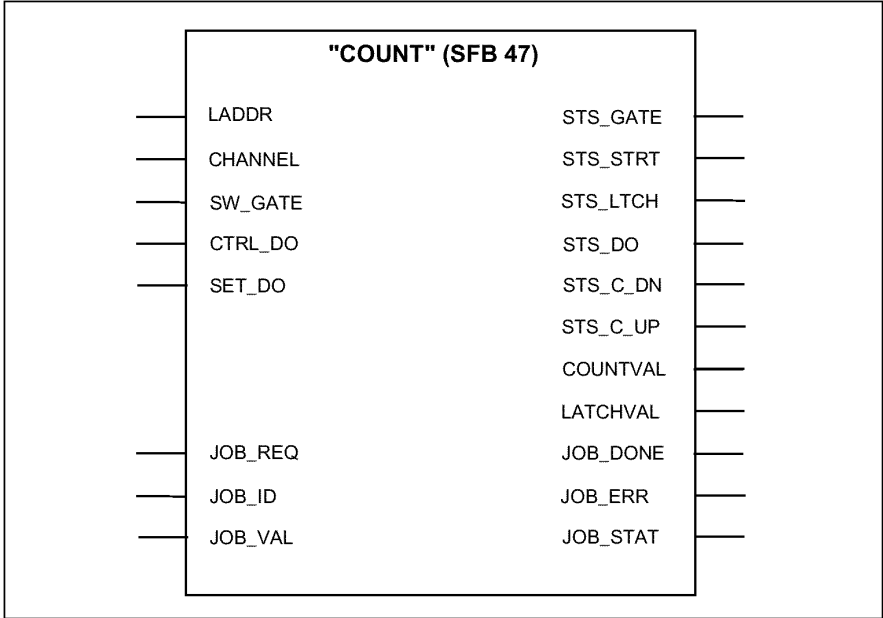 "COUNT" (SFB 47)
LADDR STS_GATE
CHANNEL STS_STRT
SW_GATE STS_LTCH
CTRL_DO STS_DO
SET_DO STS_C_DN
STS_C_UP
COUNTVAL
LATCHVAL
JOB_REQ JOB_DONE
JOB_ID JOB_ERR
JOB_VAL JOB_STAT